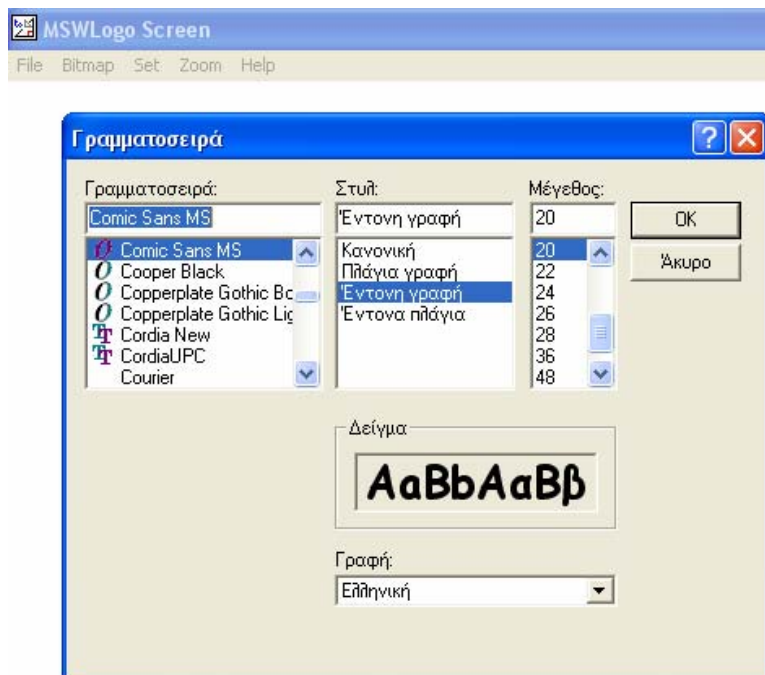 MSWLogo Screen
File Bitmap Set Zoom Help
Γραμματοσειρά
Γραμματοσειρά:
Comic Sans MS
Comic Sans MS
Cooper Black
Copperplate Gothic Bo
Copperplate Gothic Lig
Cordia New
CordiaUPC
Courier
Στυλ:
Έντονη γραφή
Κανονική
Πλάγια γραφή
Έντονη γραφή
Έντονα πλάγια
Μέγεθος:
20
20
22
24
26
28
36
48
OK
Άκυρο
Δείγμα
AaBbΑαΒβ
Γραφή:
Ελληνική